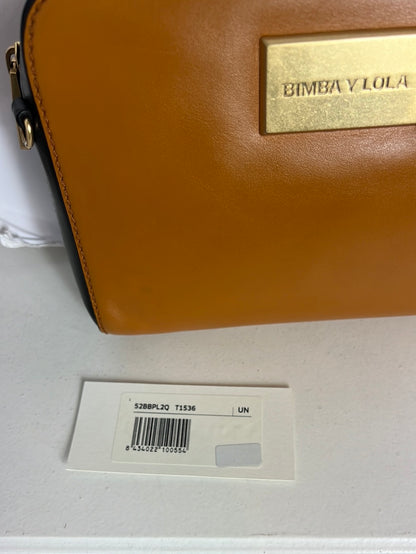 BIMBA Y LOLA
52BBPL2Q T1536 UN
8 434022 100554